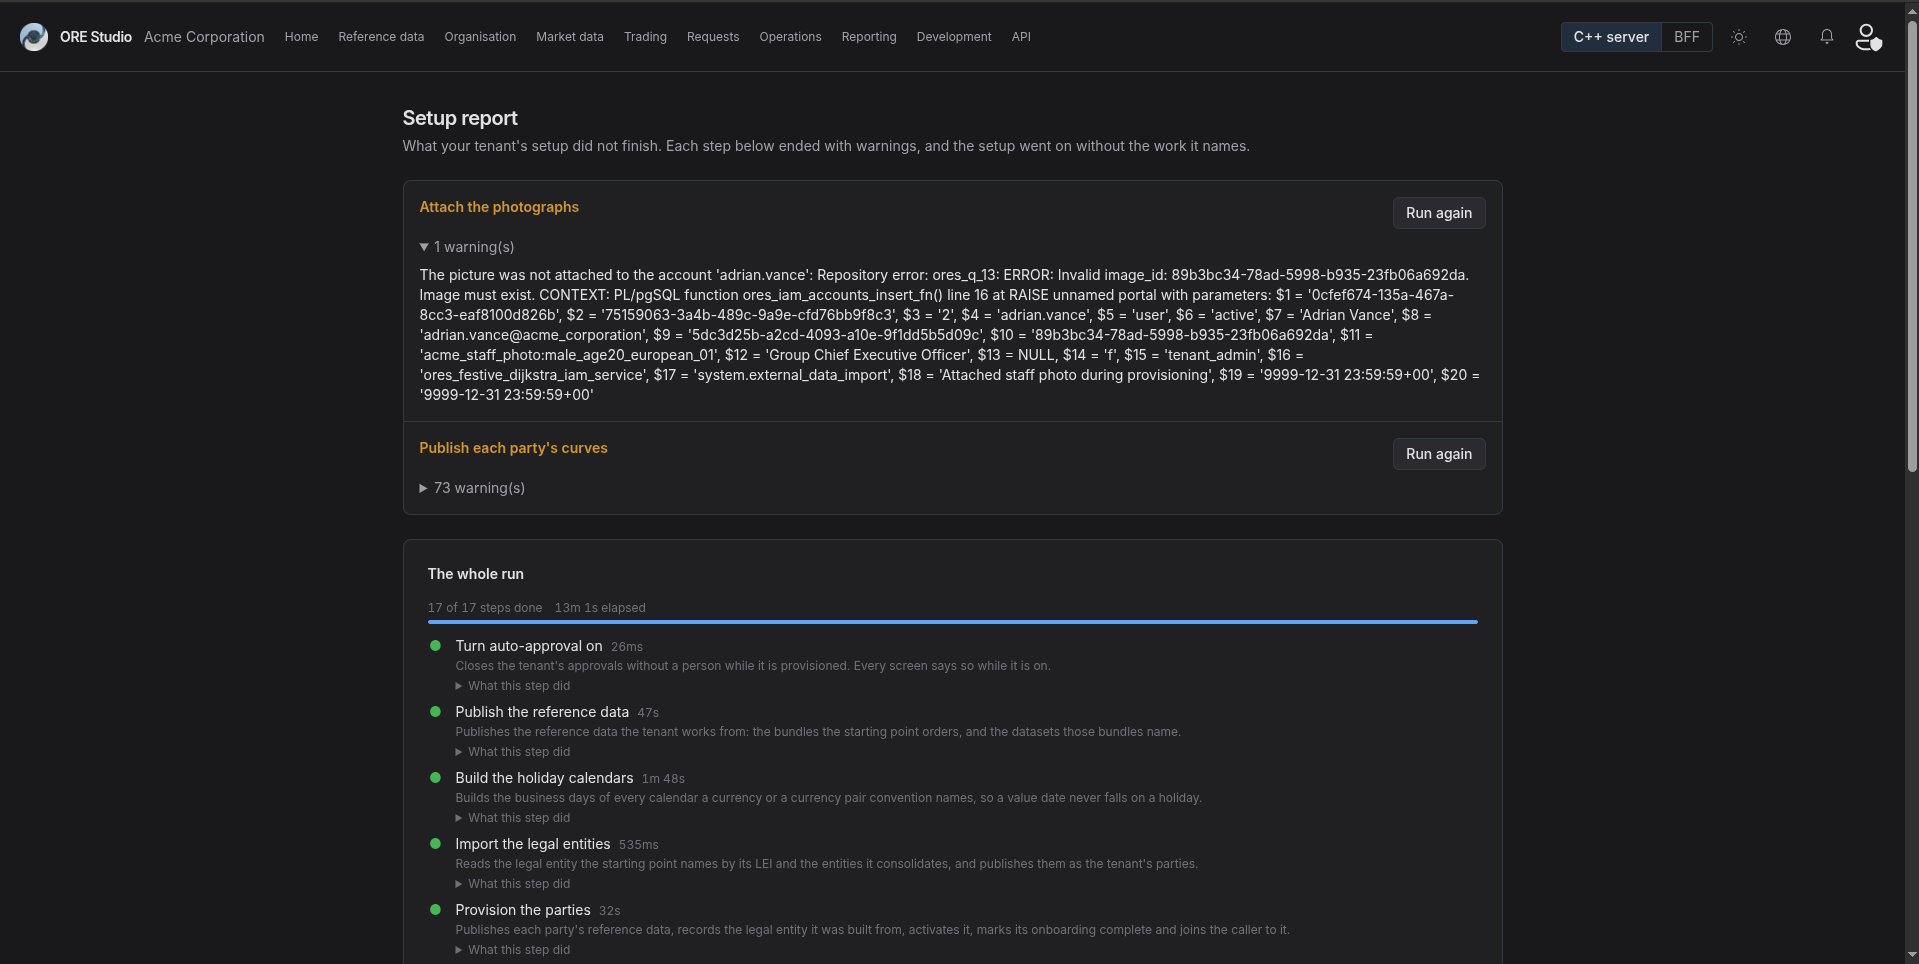 ORE Studio Acme Corporation Home Reference data Organisation Market data Trading Requests Operations Reporting Development API C++ server BFF
Setup report
What your tenant's setup did not finish. Each step below ended with warnings, and the setup went on without the work it names.
Attach the photographs
Run again
▼ 1 warning(s)
The picture was not attached to the account 'adrian.vance': Repository error: ores_q_13: ERROR: Invalid image_id: 89b3bc34-78ad-5998-b935-23fb06a692da.
Image must exist. CONTEXT: PL/pgSQL function ores_iam_accounts_insert_fn() line 16 at RAISE unnamed portal with parameters: $1 = '0cfef674-135a-467a-
8cc3-eaf8100d826b', $2 = '75159063-3a4b-489c-9a9e-cfd76bb9f8c3', $3 = '2', $4 = 'adrian.vance', $5 = 'user', $6 = 'active', $7 = 'Adrian Vance', $8 =
'adrian.vance@acme_corporation', $9 = '5dc3d25b-a2cd-4093-a10e-9f1dd5b5d09c', $10 = '89b3bc34-78ad-5998-b935-23fb06a692da', $11 =
'acme_staff_photo:male_age20_european_01', $12 = 'Group Chief Executive Officer', $13 = NULL, $14 = 'f', $15 = 'tenant_admin', $16 =
'ores_festive_dijkstra_iam_service', $17 = 'system.external_data_import', $18 = 'Attached staff photo during provisioning', $19 = '9999-12-31 23:59:59+00', $20 =
'9999-12-31 23:59:59+00'
Publish each party's curves
Run again
▶ 73 warning(s)
The whole run
17 of 17 steps done 13m 1s elapsed
Turn auto-approval on 26ms
Closes the tenant's approvals without a person while it is provisioned. Every screen says so while it is on.
▶ What this step did
Publish the reference data 47s
Publishes the reference data the tenant works from: the bundles the starting point orders, and the datasets those bundles name.
▶ What this step did
Build the holiday calendars 1m 48s
Builds the business days of every calendar a currency or a currency pair convention names, so a value date never falls on a holiday.
▶ What this step did
Import the legal entities 535ms
Reads the legal entity the starting point names by its LEI and the entities it consolidates, and publishes them as the tenant's parties.
▶ What this step did
Provision the parties 32s
Publishes each party's reference data, records the legal entity it was built from, activates it, marks its onboarding complete and joins the caller to it.
▶ What this step did